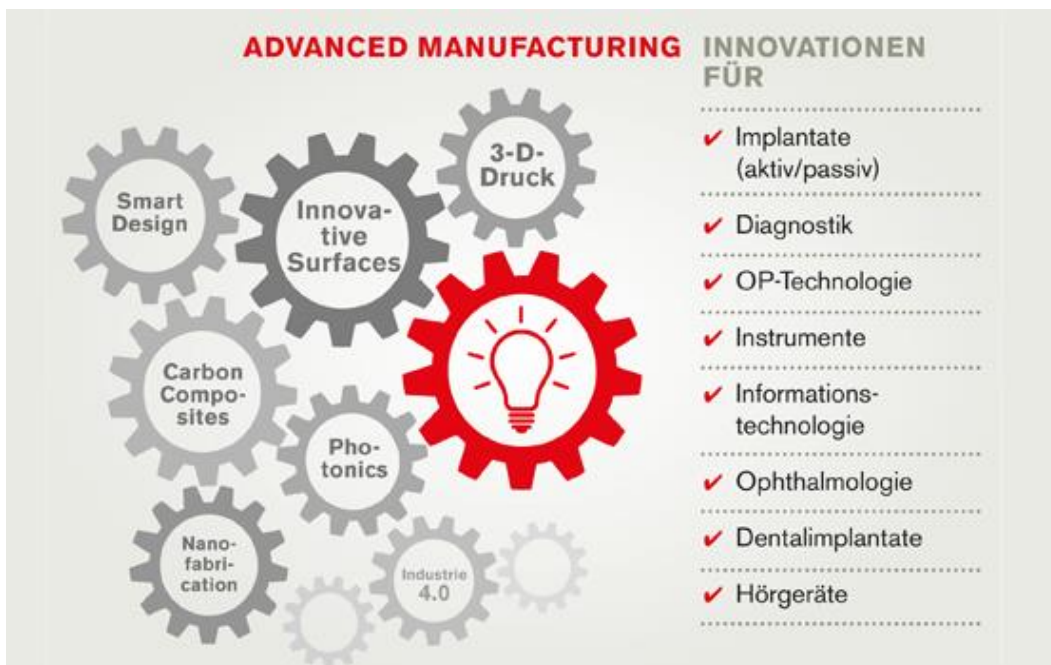 ADVANCED MANUFACTURING
INNOVATIONEN
FÜR
Smart
Design
Innova-
tive
Surfaces
3-D-
Druck
Carbon
Compo-
sites
Pho-
tonics
Nano-
fabri-
cation
Industrie
4.0
✔ Implantate
(aktiv/passiv)
✔ Diagnostik
✔ OP-Technologie
✔ Instrumente
✔ Informations-
technologie
✔ Ophthalmologie
✔ Dentalimplantate
✔ Hörgeräte